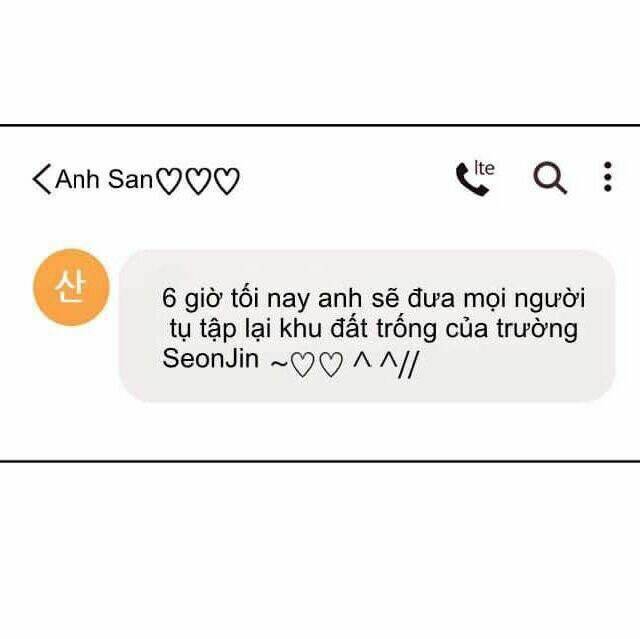 Anh San♡♡♡
lte
산
6 giờ tối nay anh sẽ đưa mọi người
tụ tập lại khu đất trống của trường
SeonJin ~♡♡ ^ ^//